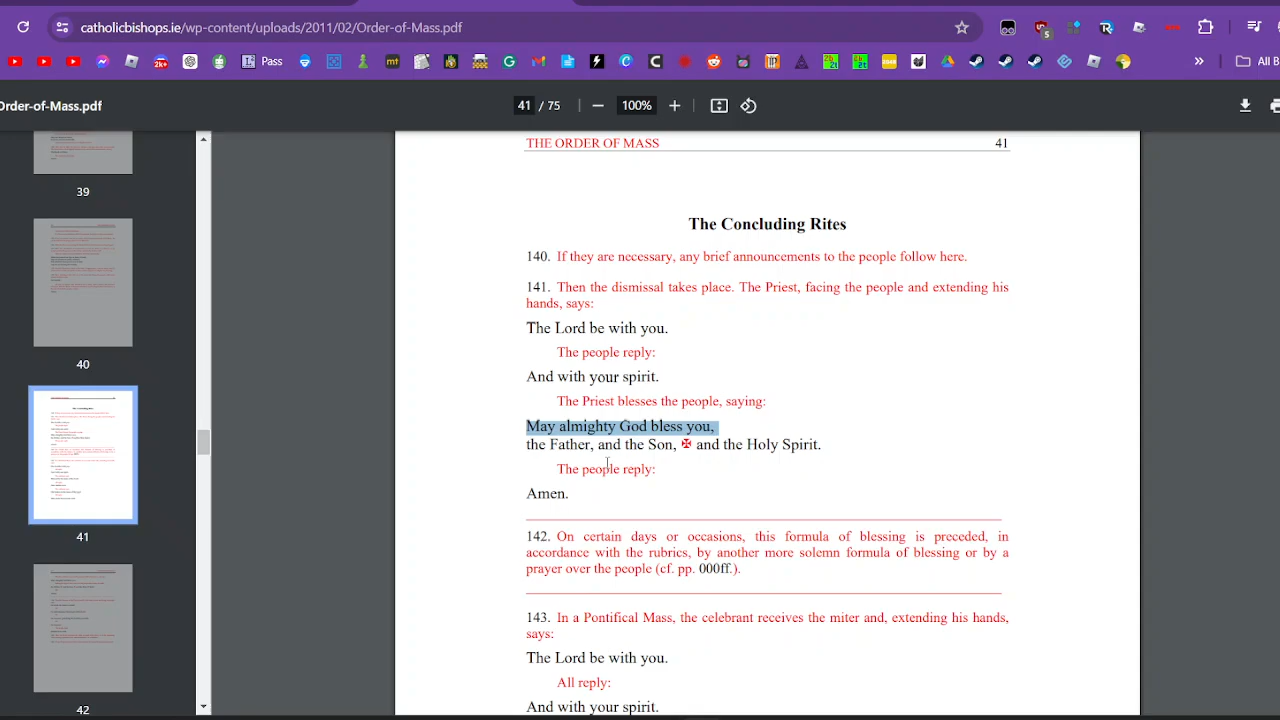 catholicbishops.ie/wp-content/uploads/2011/02/Order-of-Mass.pdf
Pass
All B
Order-of-Mass.pdf
41 / 75
100%
39
40
41
42
THE ORDER OF MASS 41
The Concluding Rites
140. If they are necessary, any brief announcements to the people follow here.
141. Then the dismissal takes place. The Priest, facing the people and extending his
hands, says:
The Lord be with you.
The people reply:
And with your spirit.
The Priest blesses the people, saying:
May almighty God bless you,
the Father, and the Son, ✠ and the Holy Spirit.
The people reply:
Amen.
142. On certain days or occasions, this formula of blessing is preceded, in
accordance with the rubrics, by another more solemn formula of blessing or by a
prayer over the people (cf. pp. 000ff.).
143. In a Pontifical Mass, the celebrant receives the miter and, extending his hands,
says:
The Lord be with you.
All reply:
And with your spirit.